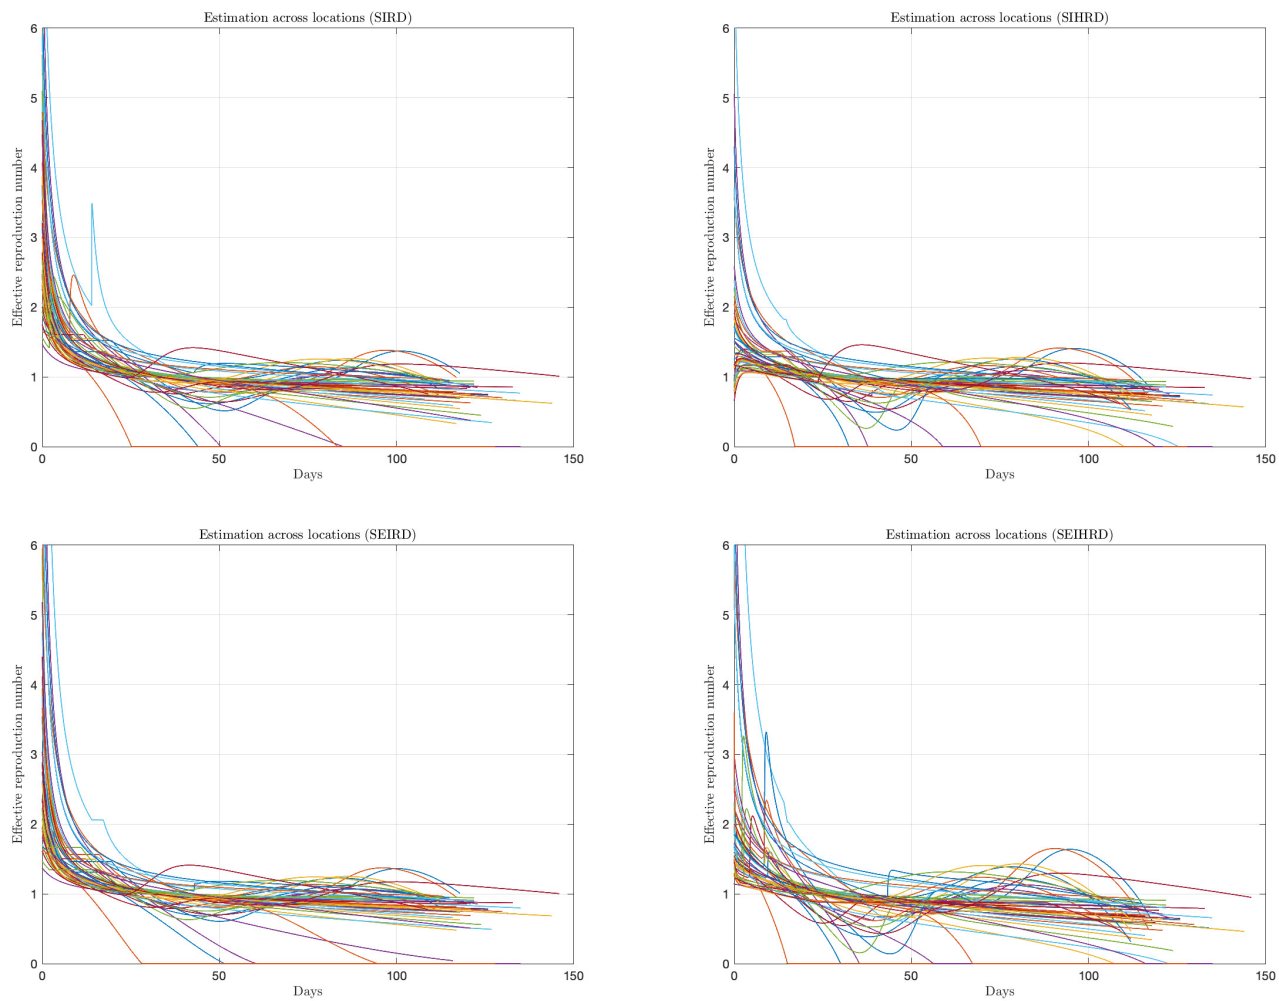 Estimation across locations (SIRD)
6
5
4
3
2
1
0
Effective reproduction number
0 50 100 150
Days
Estimation across locations (SIHRD)
6
5
4
3
2
1
0
Effective reproduction number
0 50 100 150
Days
Estimation across locations (SEIRD)
6
5
4
3
2
1
0
Effective reproduction number
0 50 100 150
Days
Estimation across locations (SEIHRD)
6
5
4
3
2
1
0
Effective reproduction number
0 50 100 150
Days